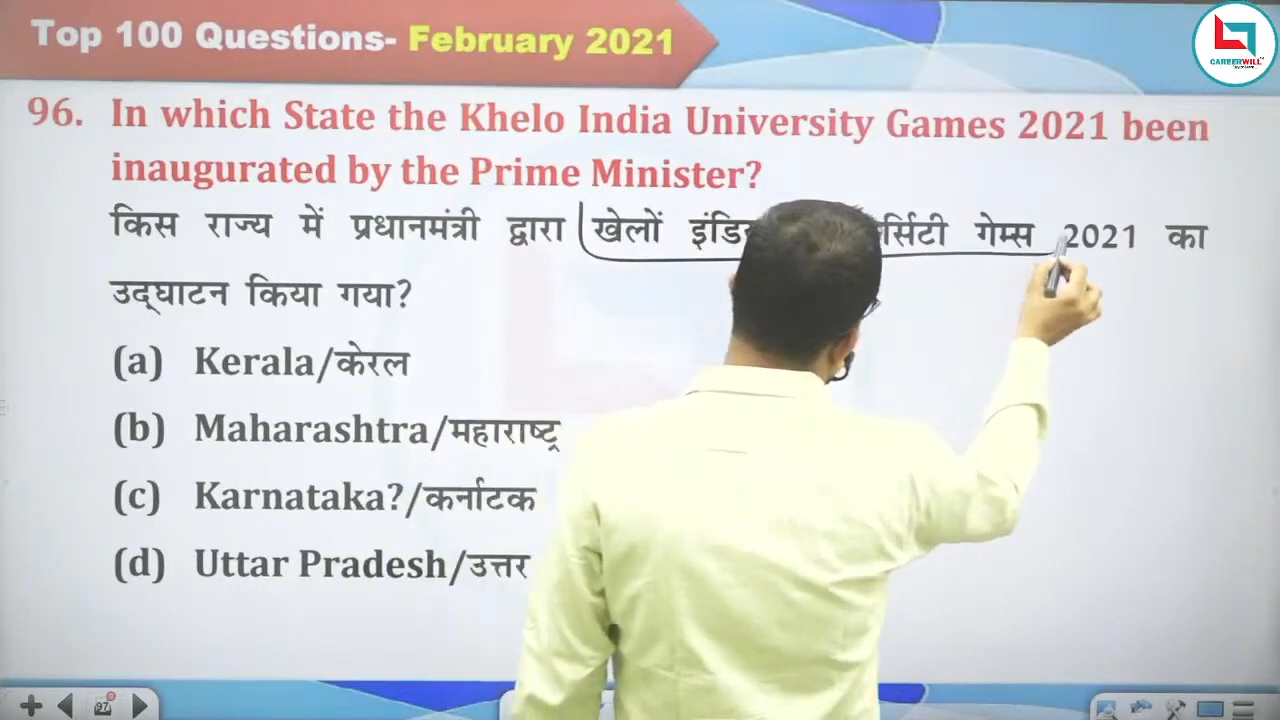 Top 100 Questions- February 2021
CAREERWILL
96. In which State the Khelo India University Games 2021 been
inaugurated by the Prime Minister?
किस राज्य में प्रधानमंत्री द्वारा खेलों गेम्स 2021 का
उद्घाटन किया गया?
(a) Kerala/केरल
(b) Maharashtra/महाराष्ट्र
(c) Karnataka?/कर्नाटक
(d) Uttar Pradesh/उत्तर
97